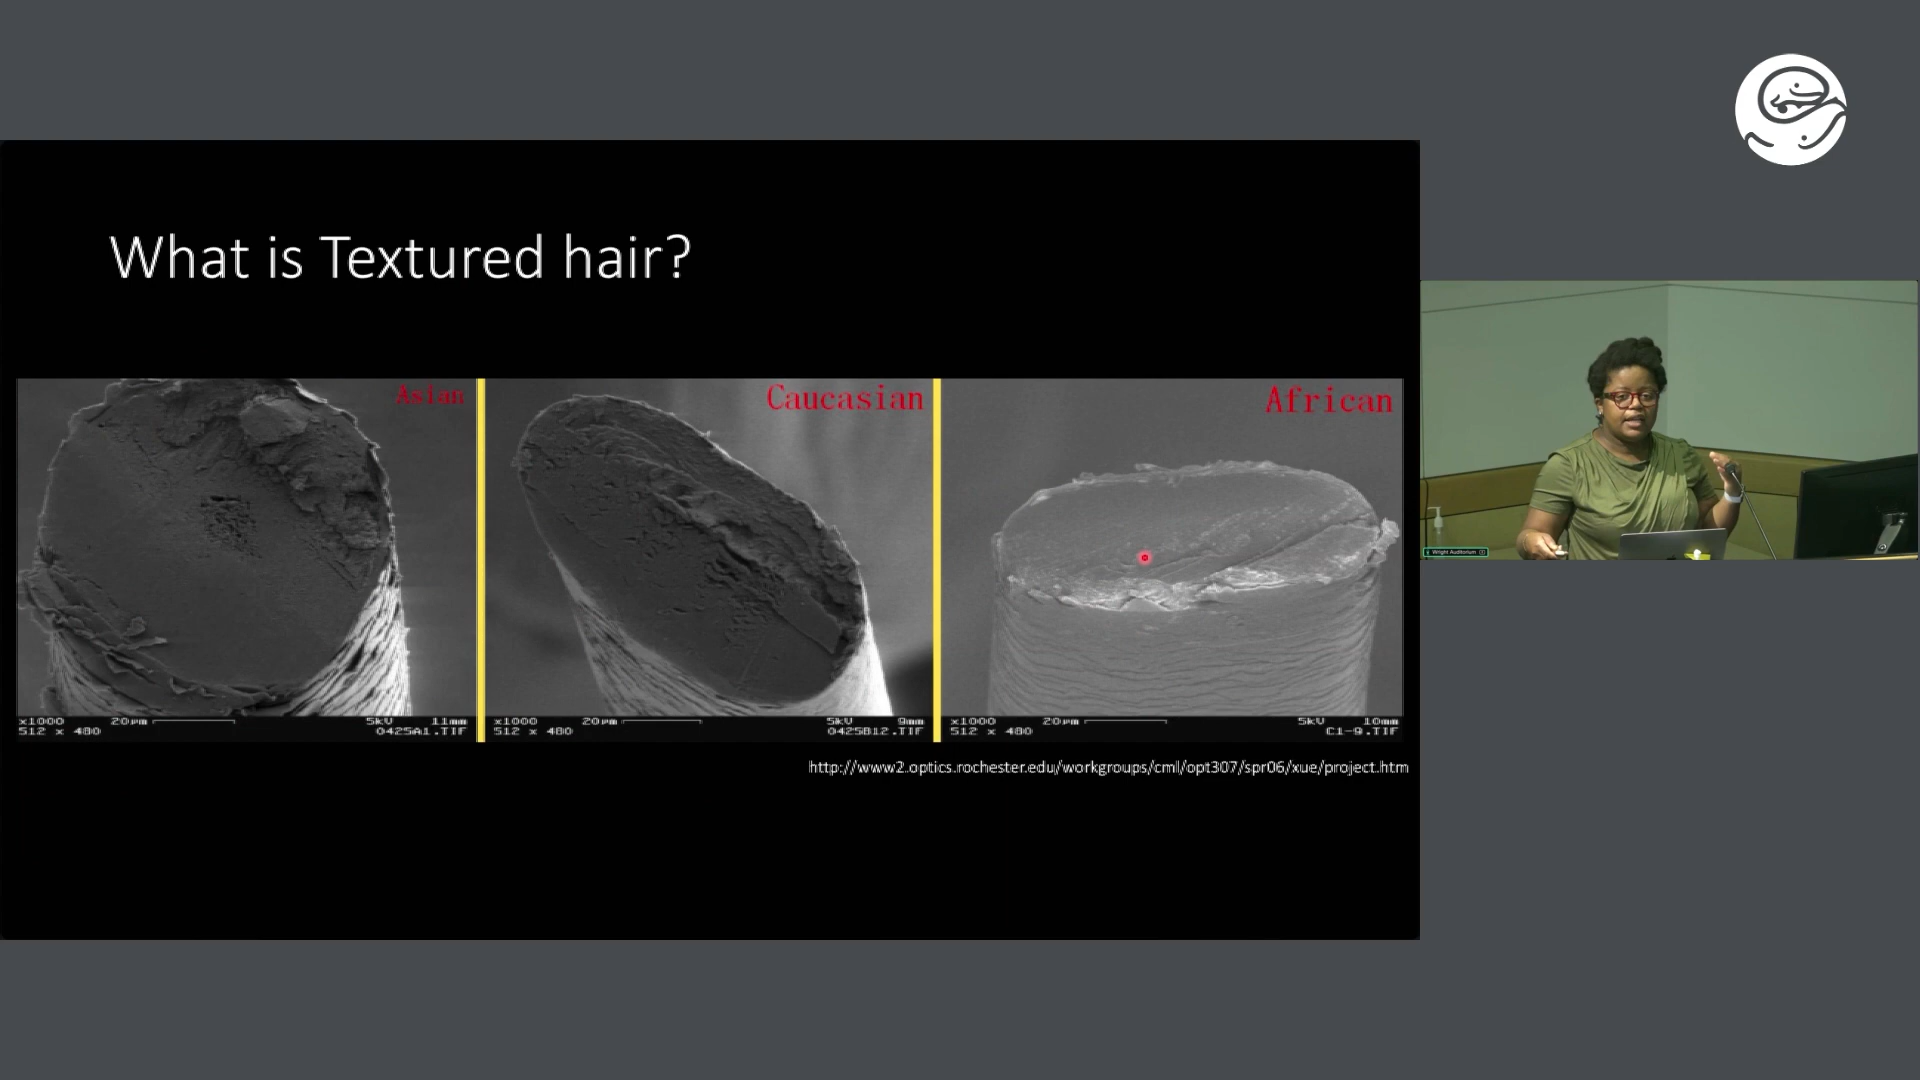 What is Textured hair?
Asian
Caucasian
African
x1000 20µm 5kV 11mm
512 x 480 0425A1.TIF
x1000 20µm 5kV 9mm
512 x 480 0425B12.TIF
x1000 20µm 5kV 10mm
512 x 480 C1-9.TIF
http://www2.optics.rochester.edu/workgroups/cml/opt307/spr06/xue/project.htm
Wright Auditorium